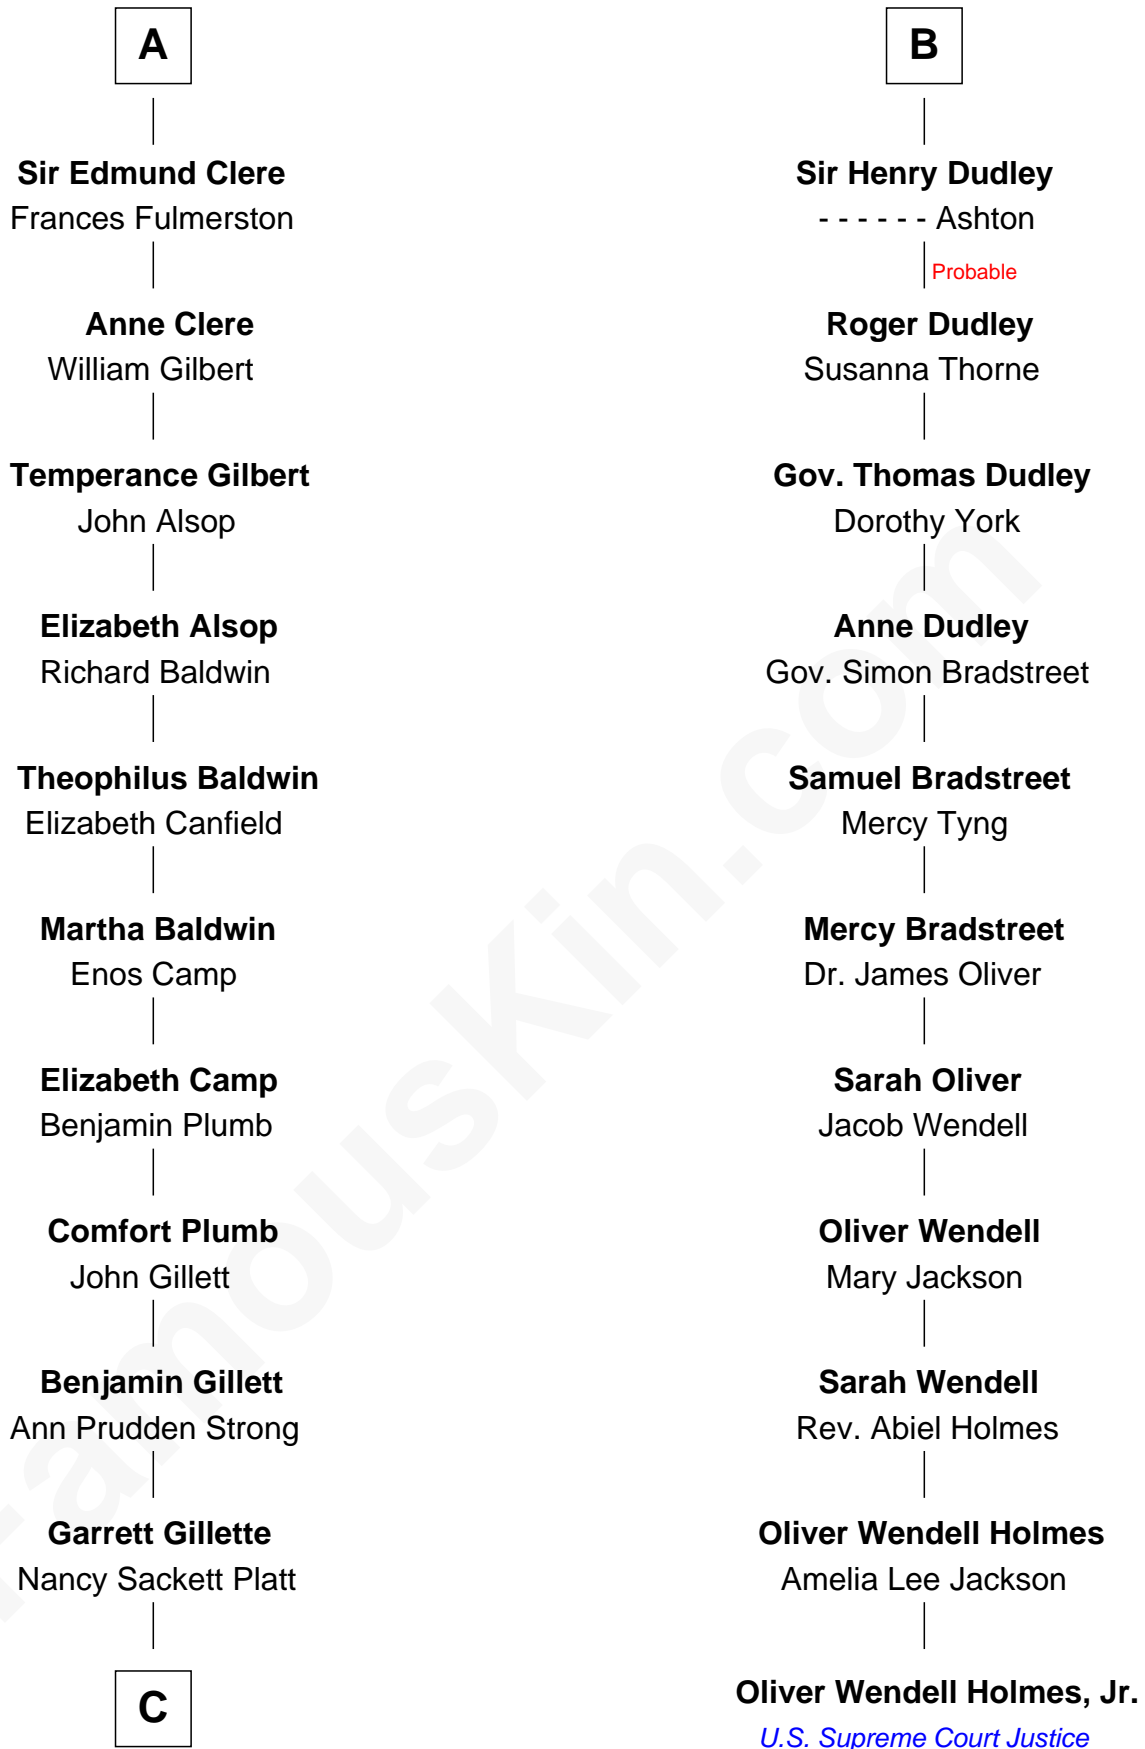 A
Sir Edmund Clere
Frances Fulmerston
Anne Clere
William Gilbert
Temperance Gilbert
John Alsop
Elizabeth Alsop
Richard Baldwin
Theophilus Baldwin
Elizabeth Canfield
Martha Baldwin
Enos Camp
Elizabeth Camp
Benjamin Plumb
Comfort Plumb
John Gillett
Benjamin Gillett
Ann Prudden Strong
Garrett Gillette
Nancy Sackett Platt
C
B
Sir Henry Dudley
- - - - - - Ashton
Probable
Roger Dudley
Susanna Thorne
Gov. Thomas Dudley
Dorothy York
Anne Dudley
Gov. Simon Bradstreet
Samuel Bradstreet
Mercy Tyng
Mercy Bradstreet
Dr. James Oliver
Sarah Oliver
Jacob Wendell
Oliver Wendell
Mary Jackson
Sarah Wendell
Rev. Abiel Holmes
Oliver Wendell Holmes
Amelia Lee Jackson
Oliver Wendell Holmes, Jr.
U.S. Supreme Court Justice
FamousKin.com